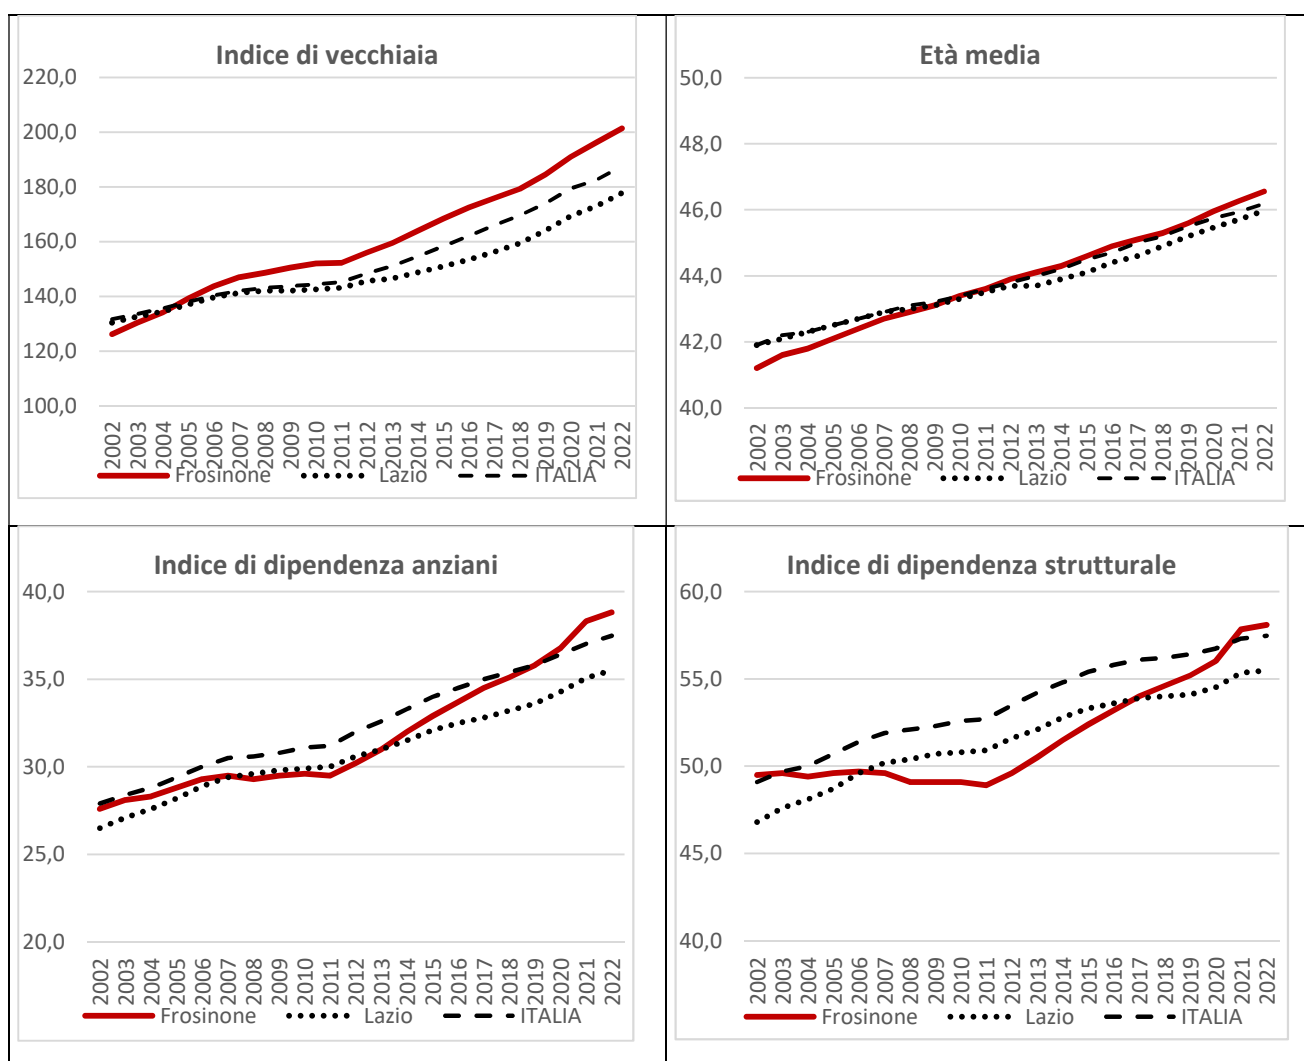 Indice di vecchiaia
220,0
200,0
180,0
160,0
140,0
120,0
100,0
2002 2003 2004 2005 2006 2007 2008 2009 2010 2011 2012 2013 2014 2015 2016 2017 2018 2019 2020 2021 2022
Frosinone Lazio ITALIA
Età media
50,0
48,0
46,0
44,0
42,0
40,0
2002 2003 2004 2005 2006 2007 2008 2009 2010 2011 2012 2013 2014 2015 2016 2017 2018 2019 2020 2021 2022
Frosinone Lazio ITALIA
Indice di dipendenza anziani
40,0
35,0
30,0
25,0
20,0
2002 2003 2004 2005 2006 2007 2008 2009 2010 2011 2012 2013 2014 2015 2016 2017 2018 2019 2020 2021 2022
Frosinone Lazio ITALIA
Indice di dipendenza strutturale
60,0
55,0
50,0
45,0
40,0
2002 2003 2004 2005 2006 2007 2008 2009 2010 2011 2012 2013 2014 2015 2016 2017 2018 2019 2020 2021 2022
Frosinone Lazio ITALIA